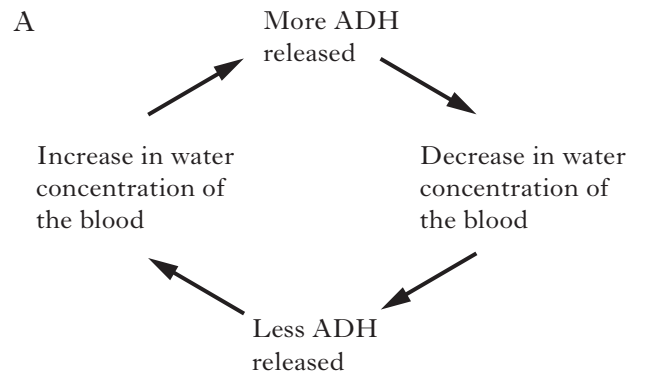 A
More ADH
released
Increase in water
concentration of
the blood
Decrease in water
concentration of
the blood
Less ADH
released